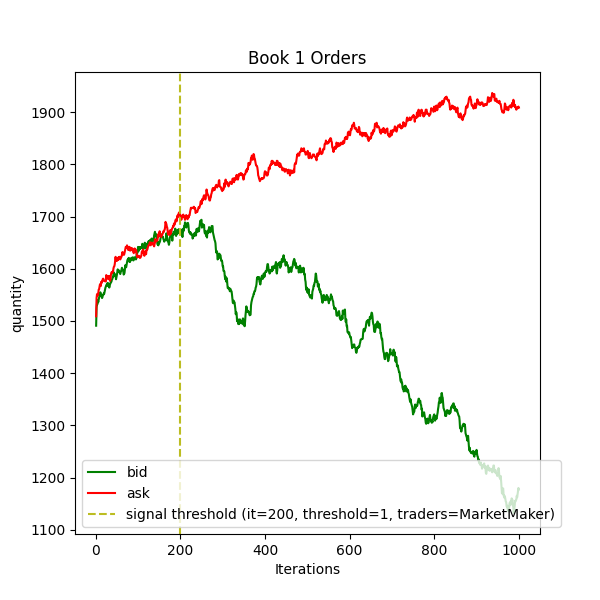 Book 1 Orders
quantity
1900
1800
1700
1600
1500
1400
1300
1200
1100
bid
ask
signal threshold (it=200, threshold=1, traders=MarketMaker)
0 200 400 600 800 1000
Iterations